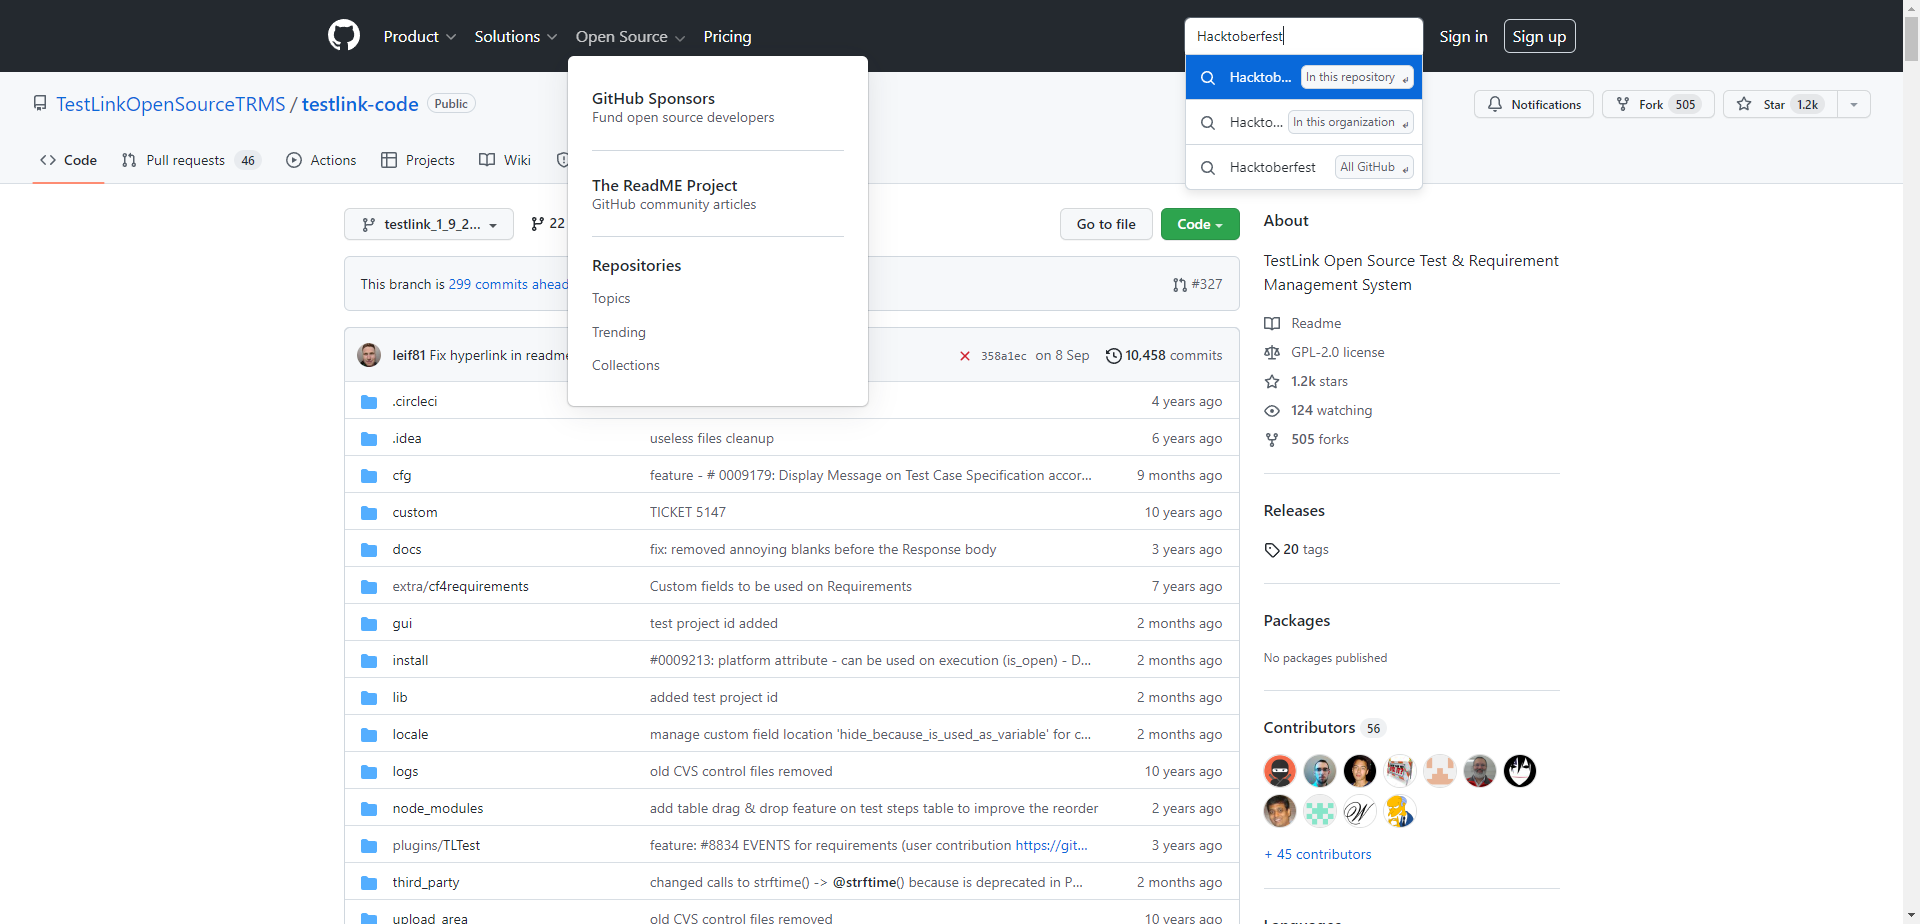 Product Solutions Open Source Pricing Hacktoberfest Sign in Sign up
Hacktob... In this repository
Hackto... In this organization
Hacktoberfest All GitHub
GitHub Sponsors
Fund open source developers
The ReadME Project
GitHub community articles
Repositories
Topics
Trending
Collections
TestLinkOpenSourceTRMS / testlink-code Public Notifications Fork 505 Star 1.2k
Code Pull requests 46 Actions Projects Wiki
testlink_1_9_2... 22 Go to file Code
This branch is 299 commits ahead #327
leif81 Fix hyperlink in readme 358a1ec on 8 Sep 10,458 commits
.circleci 4 years ago
.idea useless files cleanup 6 years ago
cfg feature - # 0009179: Display Message on Test Case Specification accor... 9 months ago
custom TICKET 5147 10 years ago
docs fix: removed annoying blanks before the Response body 3 years ago
extra/cf4requirements Custom fields to be used on Requirements 7 years ago
gui test project id added 2 months ago
install #0009213: platform attribute - can be used on execution (is_open) - D... 2 months ago
lib added test project id 2 months ago
locale manage custom field location 'hide_because_is_used_as_variable' for c... 2 months ago
logs old CVS control files removed 10 years ago
node_modules add table drag & drop feature on test steps table to improve the reorder 2 years ago
plugins/TLTest feature: #8834 EVENTS for requirements (user contribution https://git... 3 years ago
third_party changed calls to strftime() -> @strftime() because is deprecated in P... 2 months ago
upload_area old CVS control files removed 10 years ago
About
TestLink Open Source Test & Requirement
Management System
Readme
GPL-2.0 license
1.2k stars
124 watching
505 forks
Releases
20 tags
Packages
No packages published
Contributors 56
+ 45 contributors
Languages